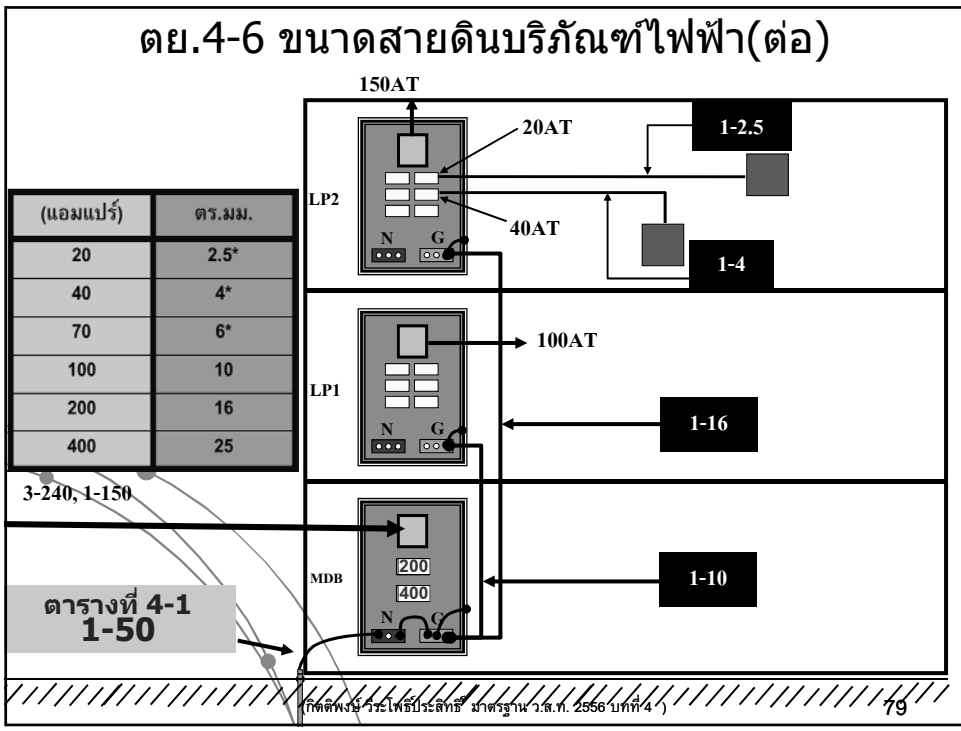 ตย.4-6 ขนาดสายดินบริภัณฑ์ไฟฟ้า(ต่อ)
150AT
20AT
1-2.5
LP2
40AT
N G
1-4
(แอมแปร์) ตร.มม.
20 2.5*
40 4*
70 6*
100 10
200 16
400 25
100AT
LP1
N G
1-16
3-240, 1-150
MDB
200
400
N G
1-10
ตารางที่ 4-1
1-50
(กิตติพงษ์ วีระโพธิ์ประสิทธิ์ มาตรฐาน ว.ส.ท. 2556 บทที่ 4 )
79